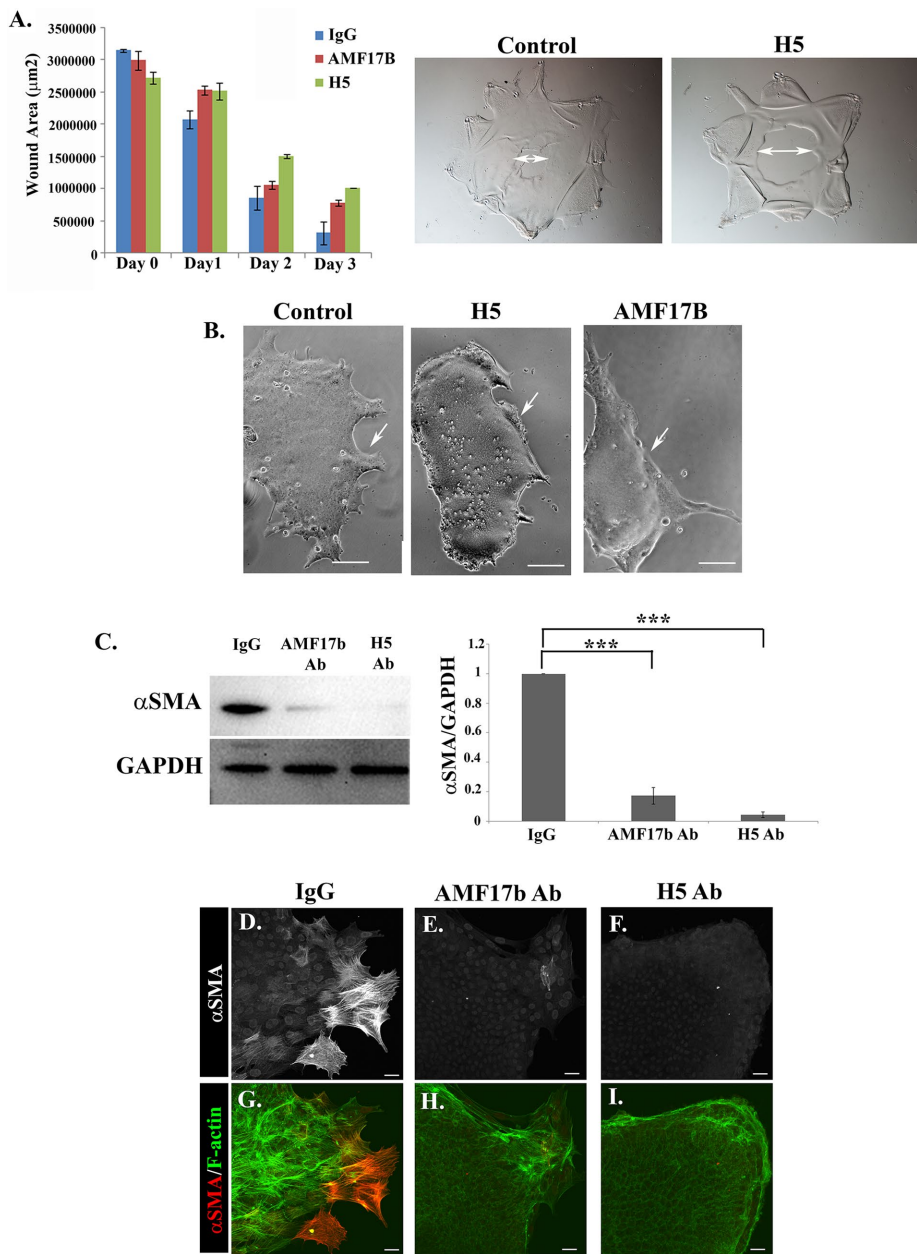 A.
Wound Area (μm2)
3500000
3000000
2500000
2000000
1500000
1000000
500000
0
Day 0 Day1 Day 2 Day 3
IgG
AMF17B
H5
Control H5
B.
Control H5 AMF17B
C.
IgG AMF17b H5
Ab Ab
αSMA
GAPDH
αSMA/GAPDH
1.2
1
0.8
0.6
0.4
0.2
0
*** 
***
IgG AMF17b Ab H5 Ab
IgG AMF17b Ab H5 Ab
αSMA
D. E. F.
αSMA/F-actin
G. H. I.